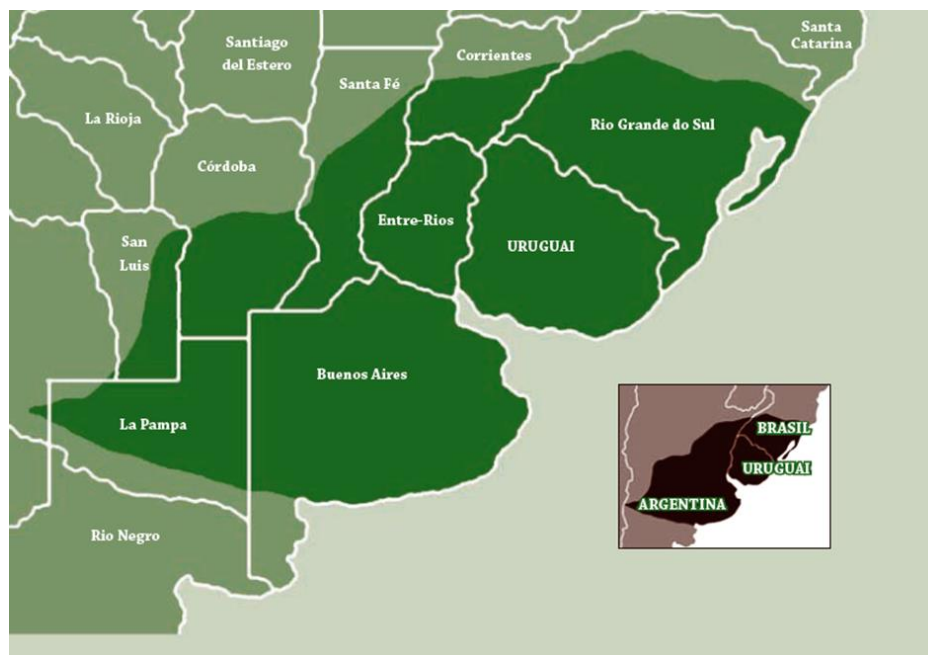 Santa
Catarina
Santiago
del Estero
Corrientes
Santa Fé
La Rioja
Rio Grande do Sul
Córdoba
Entre-Rios
San
Luis
URUGUAI
Buenos Aires
La Pampa
BRASIL
URUGUAI
ARGENTINA
Rio Negro